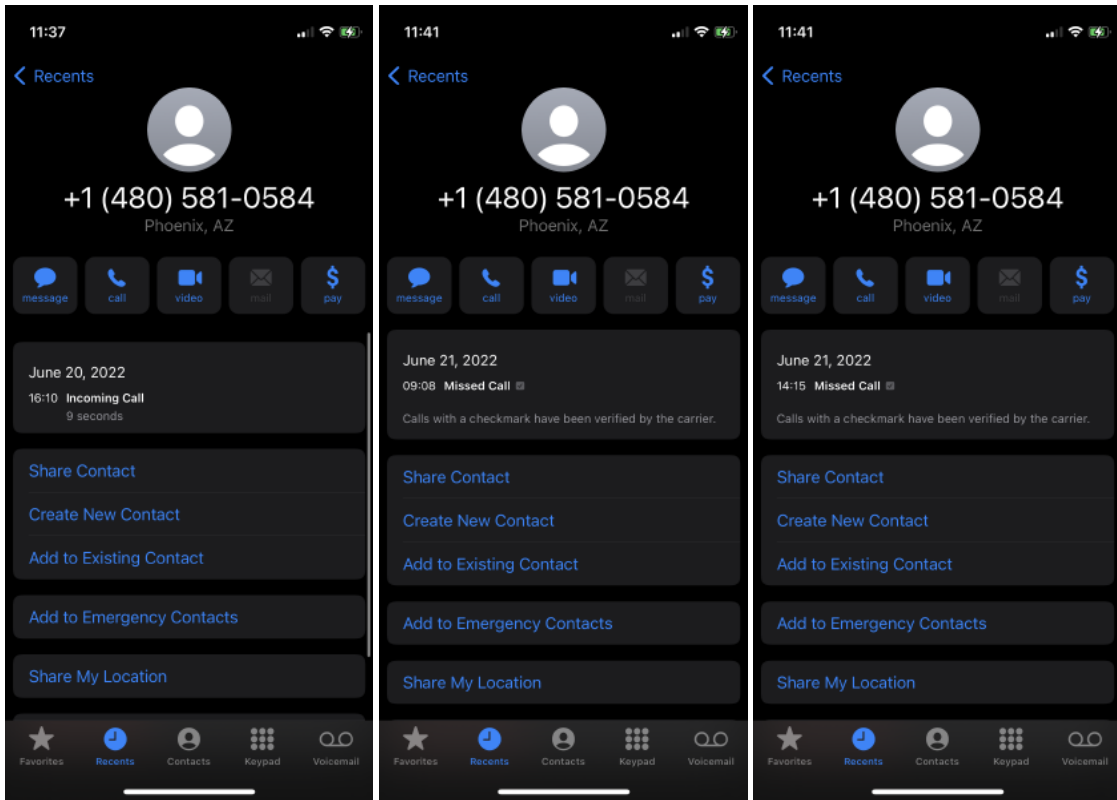 11:37
Recents
+1 (480) 581-0584
Phoenix, AZ
message call video mail pay
June 20, 2022
16:10 Incoming Call
9 seconds
Share Contact
Create New Contact
Add to Existing Contact
Add to Emergency Contacts
Share My Location
Favorites Recents Contacts Keypad Voicemail
11:41
Recents
+1 (480) 581-0584
Phoenix, AZ
message call video mail pay
June 21, 2022
09:08 Missed Call
Calls with a checkmark have been verified by the carrier.
Share Contact
Create New Contact
Add to Existing Contact
Add to Emergency Contacts
Share My Location
Favorites Recents Contacts Keypad Voicemail
11:41
Recents
+1 (480) 581-0584
Phoenix, AZ
message call video mail pay
June 21, 2022
14:15 Missed Call
Calls with a checkmark have been verified by the carrier.
Share Contact
Create New Contact
Add to Existing Contact
Add to Emergency Contacts
Share My Location
Favorites Recents Contacts Keypad Voicemail